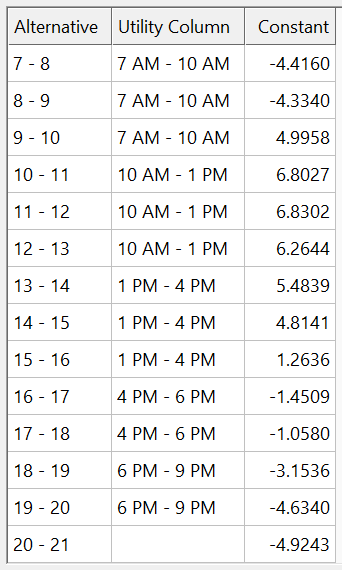 Alternative Utility Column Constant
7 - 8 7 AM - 10 AM -4.4160
8 - 9 7 AM - 10 AM -4.3340
9 - 10 7 AM - 10 AM 4.9958
10 - 11 10 AM - 1 PM 6.8027
11 - 12 10 AM - 1 PM 6.8302
12 - 13 10 AM - 1 PM 6.2644
13 - 14 1 PM - 4 PM 5.4839
14 - 15 1 PM - 4 PM 4.8141
15 - 16 1 PM - 4 PM 1.2636
16 - 17 4 PM - 6 PM -1.4509
17 - 18 4 PM - 6 PM -1.0580
18 - 19 6 PM - 9 PM -3.1536
19 - 20 6 PM - 9 PM -4.6340
20 - 21 -4.9243